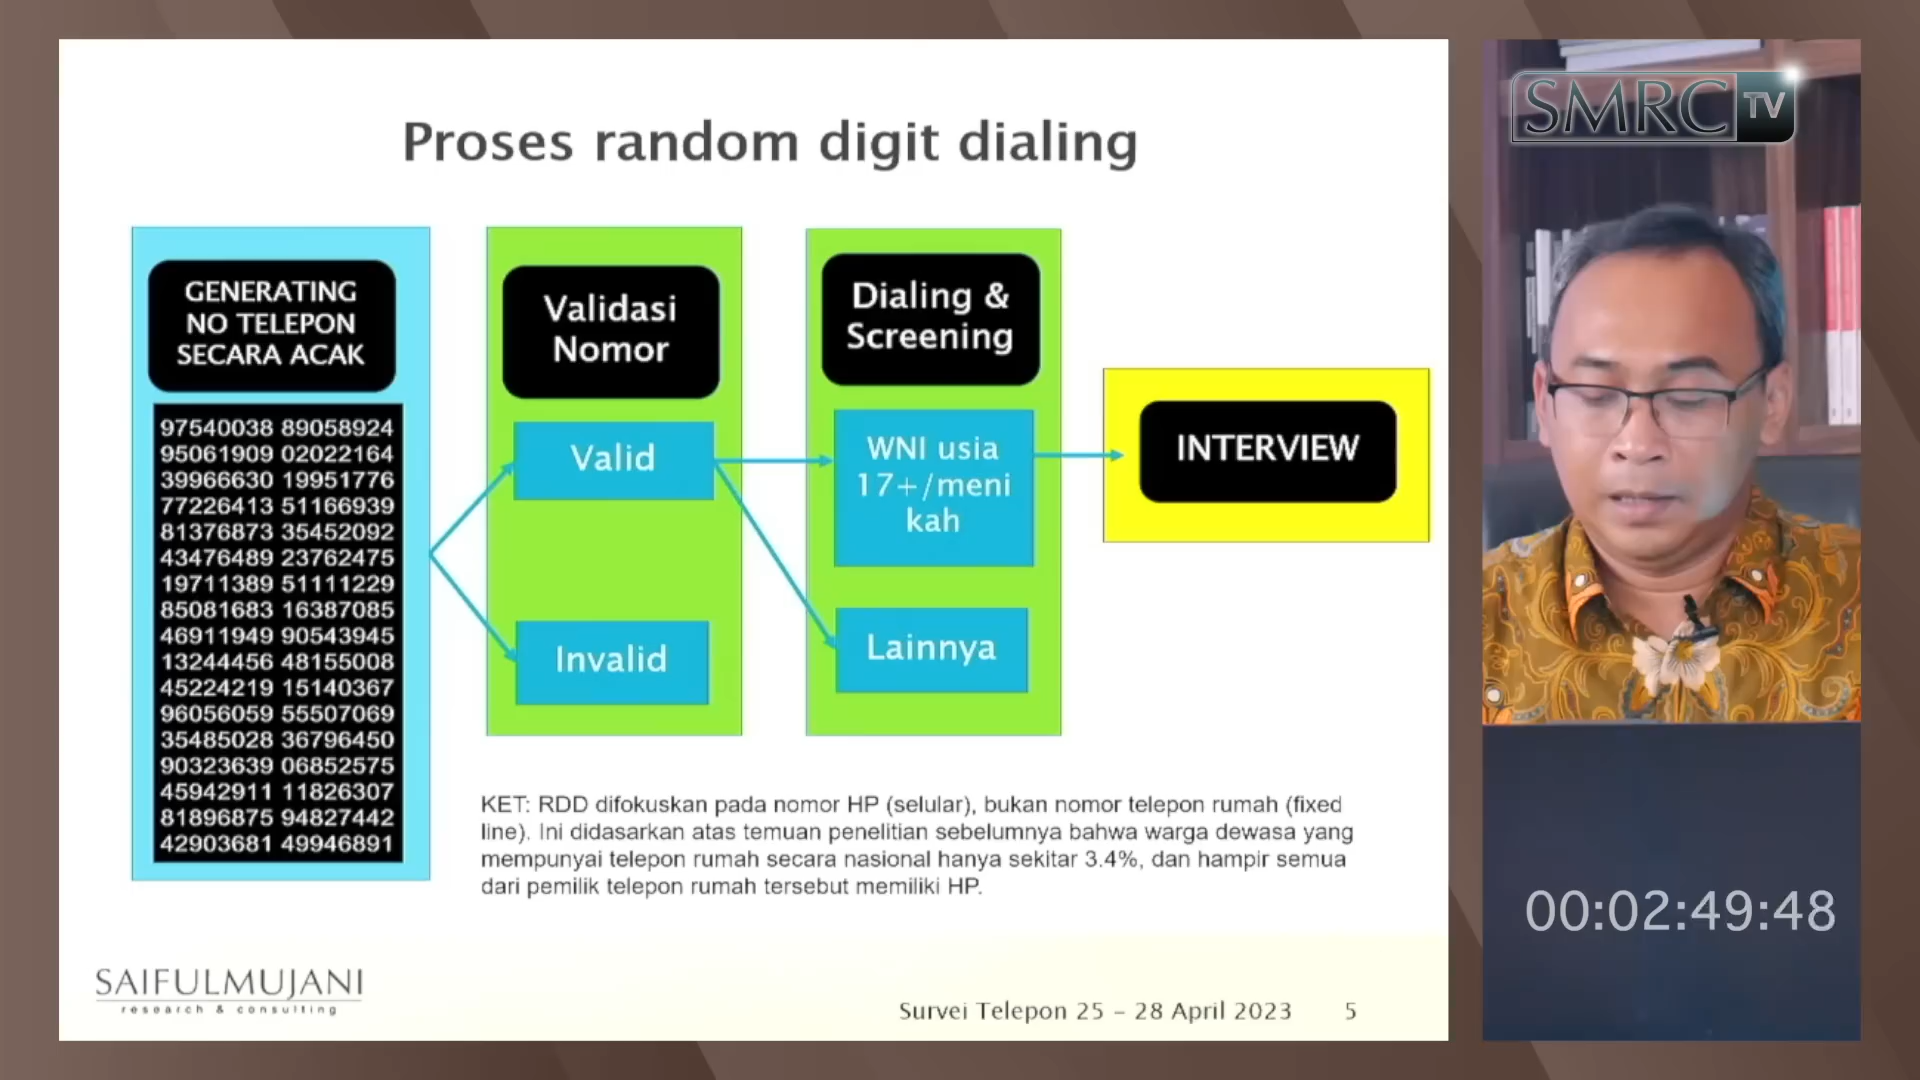 Proses random digit dialing
GENERATING
NO TELEPON
SECARA ACAK
97540038 89058924
95061909 02022164
39966630 19951776
77226413 51166939
81376873 35452092
43476489 23762475
19711389 51111229
85081683 16387085
46911949 90543945
13244456 48155008
45224219 15140367
96056059 55507069
35485028 36796450
90323639 06852575
45942911 11826307
81896875 94827442
42903681 49946891
Validasi
Nomor
Valid
Invalid
Dialing &
Screening
WNI usia
17+/meni
kah
Lainnya
INTERVIEW
KET: RDD difokuskan pada nomor HP (selular), bukan nomor telepon rumah (fixed
line). Ini didasarkan atas temuan penelitian sebelumnya bahwa warga dewasa yang
mempunyai telepon rumah secara nasional hanya sekitar 3.4%, dan hampir semua
dari pemilik telepon rumah tersebut memiliki HP.
SAIFULMUJANI
research & consulting
Survei Telepon 25 – 28 April 2023 5
SMRC TV
00:02:49:48